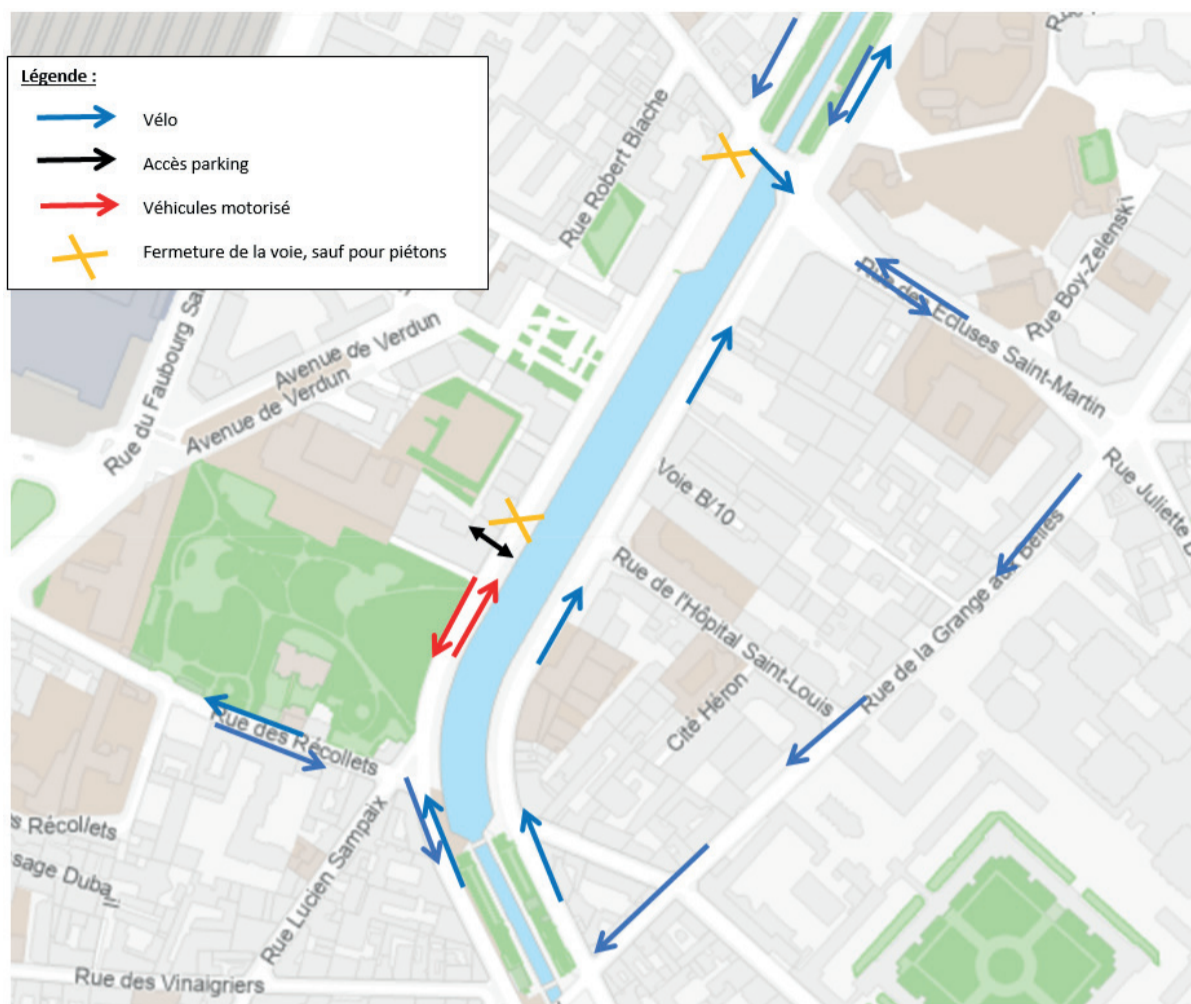 Légende :
Vélo
Accès parking
Véhicules motorisé
Fermeture de la voie, sauf pour piétons
Rue Robert Blache
Rue du Faubourg
Avenue de Verdun
Avenue de Verdun
Rue des Écluses Saint-Martin
Rue Boy-Zelenski
Rue Juliette
Voie B/10
Rue de l'Hôpital Saint-Louis
Rue de la Grange aux Belles
Cité Héron
Rue des Récollets
Récollets
Rue Lucien Sampaix
Rue des Vinaigriers